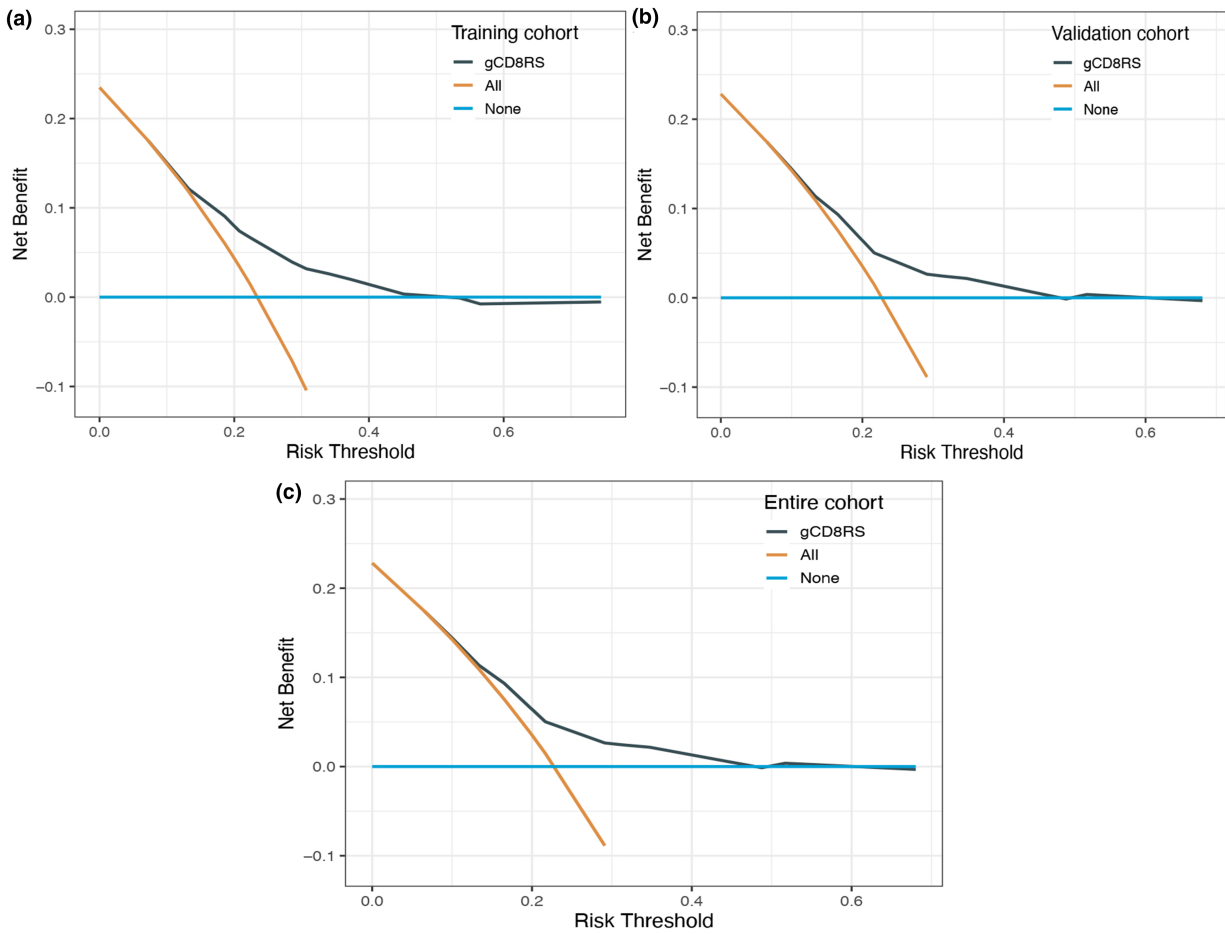 (a)
Training cohort
gCD8RS
All
None
0.3
0.2
0.1
0.0
−0.1
Net Benefit
0.0 0.2 0.4 0.6
Risk Threshold
(b)
Validation cohort
gCD8RS
All
None
0.3
0.2
0.1
0.0
−0.1
Net Benefit
0.0 0.2 0.4 0.6
Risk Threshold
(c)
Entire cohort
gCD8RS
All
None
0.3
0.2
0.1
0.0
−0.1
Net Benefit
0.0 0.2 0.4 0.6
Risk Threshold